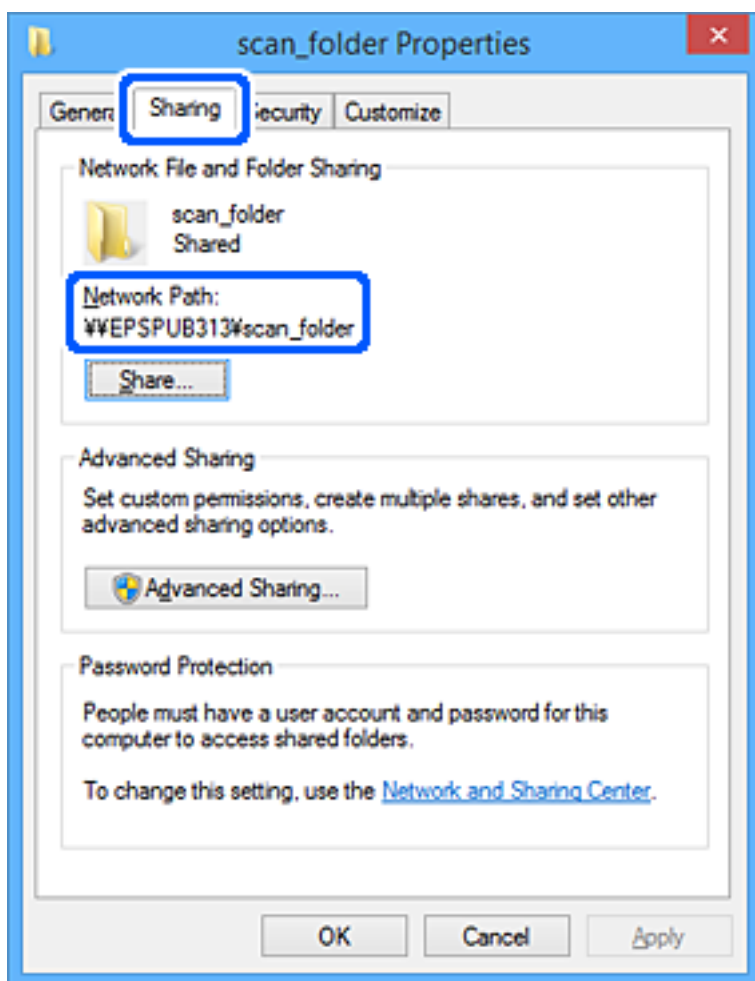 scan_folder Properties
General
Sharing
Security
Customize
Network File and Folder Sharing
scan_folder
Shared
Network Path:
¥¥EPSPUB313¥scan_folder
Share...
Advanced Sharing
Set custom permissions, create multiple shares, and set other
advanced sharing options.
Advanced Sharing...
Password Protection
People must have a user account and password for this
computer to access shared folders.
To change this setting, use the Network and Sharing Center.
OK
Cancel
Apply